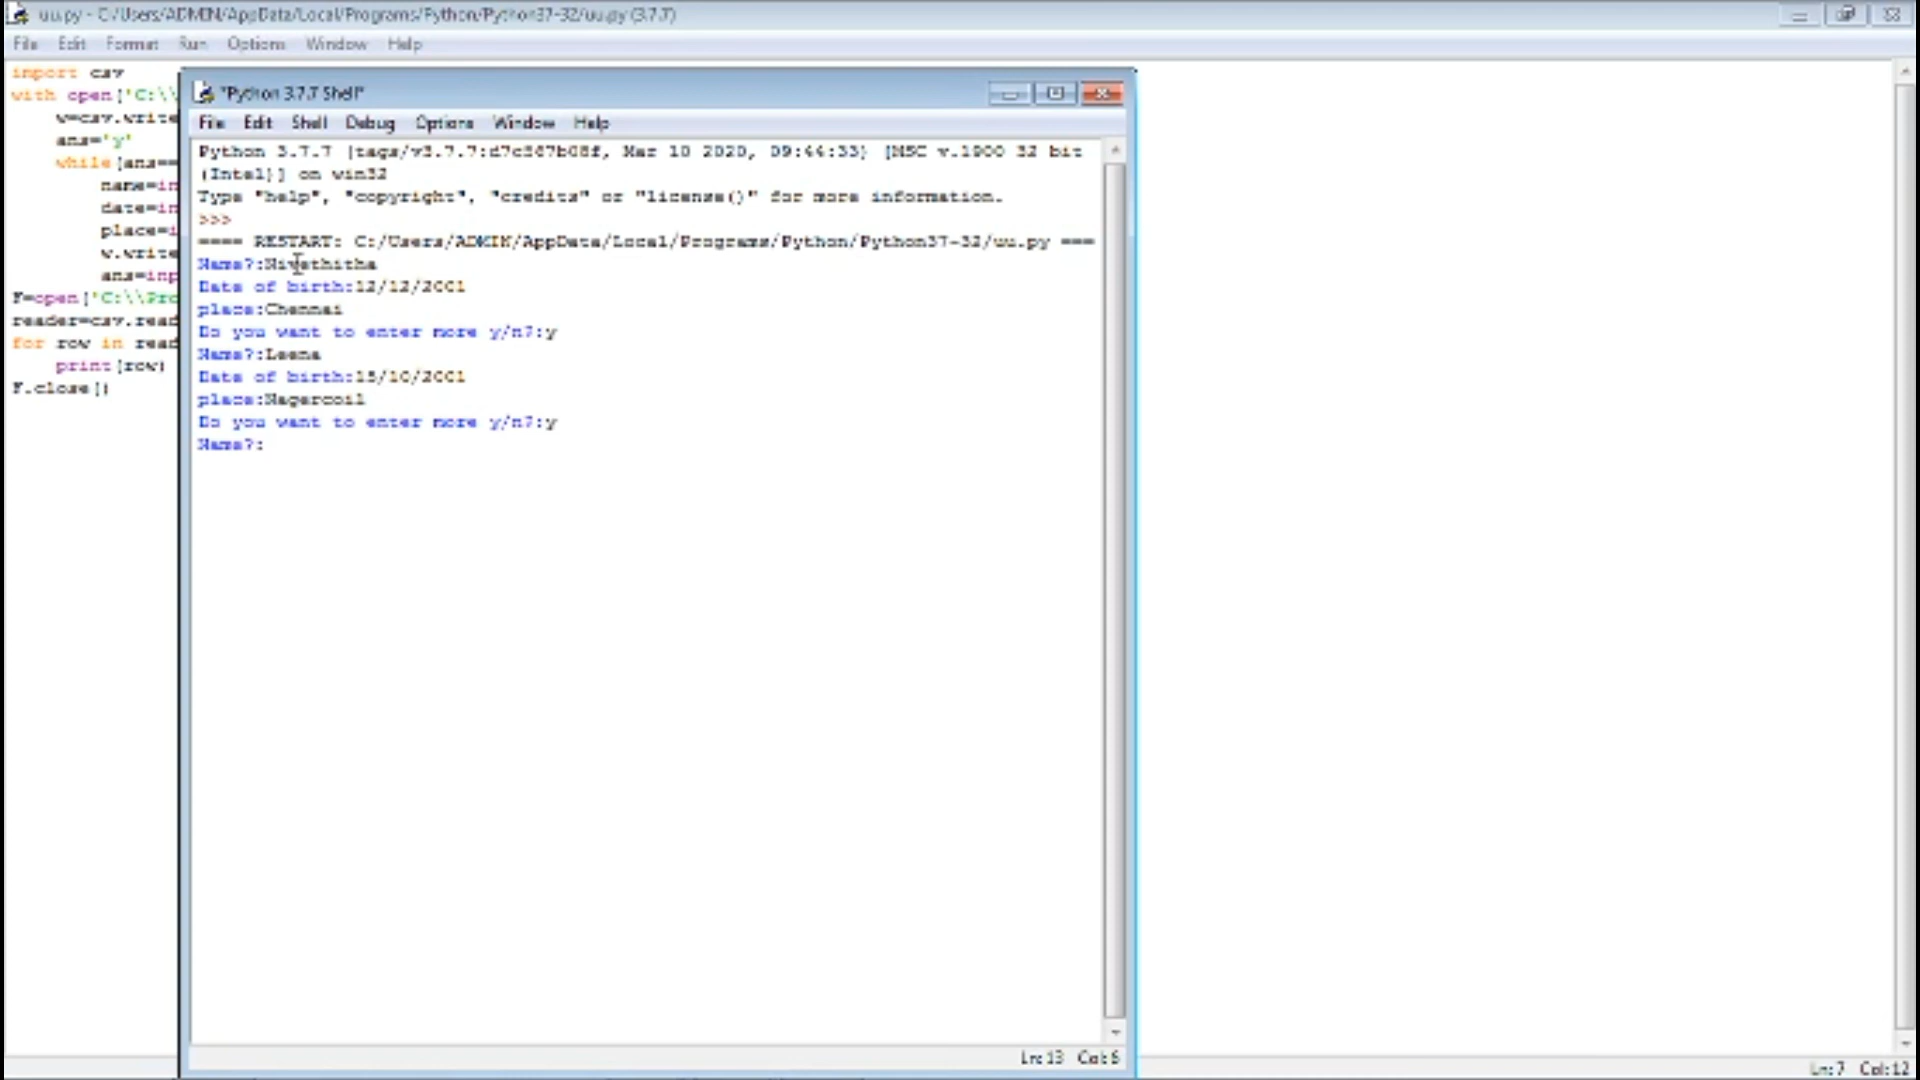 uu.py - C:/Users/ADMIN/AppData/Local/Programs/Python/Python37-32/uu.py (3.7.7)
File Edit Format Run Options Window Help
import csv
with open('C:\\
w=csv.write
ans='y'
while(ans==
name=in
date=in
place=i
w.write
ans=inp
F=open('C:\\Pro
reader=csv.read
for row in read
print(row)
F.close()
*Python 3.7.7 Shell*
File Edit Shell Debug Options Window Help
Python 3.7.7 (tags/v3.7.7:d7c567b08f, Mar 10 2020, 09:44:33) [MSC v.1900 32 bit
(Intel)] on win32
Type "help", "copyright", "credits" or "license()" for more information.
>>>
==== RESTART: C:/Users/ADMIN/AppData/Local/Programs/Python/Python37-32/uu.py ===
Name?:Nivethitha
Date of birth:12/12/2001
place:Chennai
Do you want to enter more y/n?:y
Name?:Leena
Date of birth:15/10/2001
place:Nagercoil
Do you want to enter more y/n?:y
Name?:
Ln: 13 Col: 6
Ln: 7 Col: 12